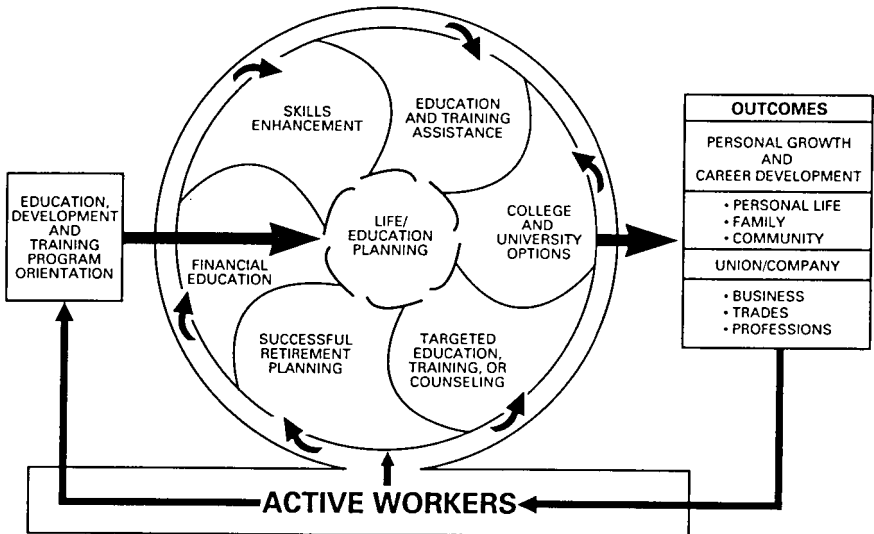 EDUCATION,
DEVELOPMENT
AND
TRAINING
PROGRAM
ORIENTATION
SKILLS
ENHANCEMENT
EDUCATION
AND TRAINING
ASSISTANCE
LIFE/
EDUCATION
PLANNING
COLLEGE
AND
UNIVERSITY
OPTIONS
FINANCIAL
EDUCATION
SUCCESSFUL
RETIREMENT
PLANNING
TARGETED
EDUCATION,
TRAINING, OR
COUNSELING
OUTCOMES
PERSONAL GROWTH
AND
CAREER DEVELOPMENT
• PERSONAL LIFE
• FAMILY
• COMMUNITY
UNION/COMPANY
• BUSINESS
• TRADES
• PROFESSIONS
ACTIVE WORKERS